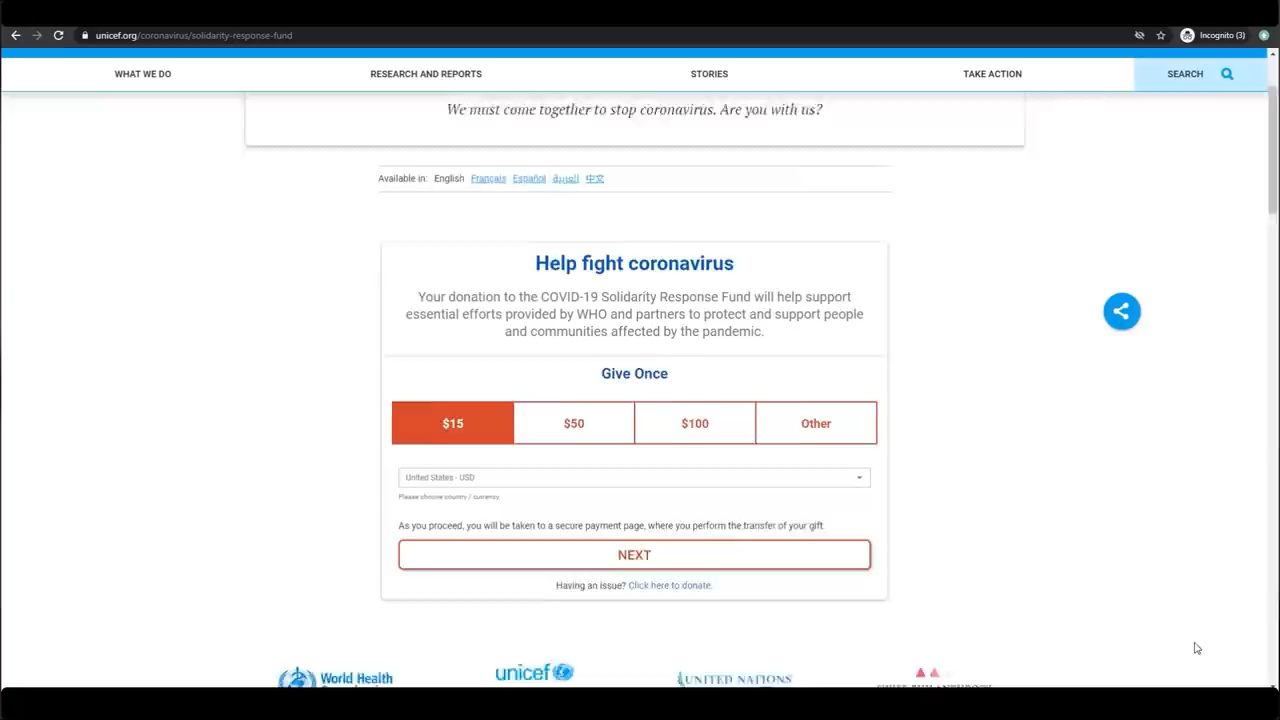 unicef.org/coronavirus/solidarity-response-fund
Incognito (3)
WHAT WE DO
RESEARCH AND REPORTS
STORIES
TAKE ACTION
SEARCH
We must come together to stop coronavirus. Are you with us?
Available in: English Français Español العربية 中文
Help fight coronavirus
Your donation to the COVID-19 Solidarity Response Fund will help support
essential efforts provided by WHO and partners to protect and support people
and communities affected by the pandemic.
Give Once
$15
$50
$100
Other
United States - USD
Please choose country / currency
As you proceed, you will be taken to a secure payment page, where you perform the transfer of your gift
NEXT
Having an issue? Click here to donate.
World Health
unicef
UNITED NATIONS